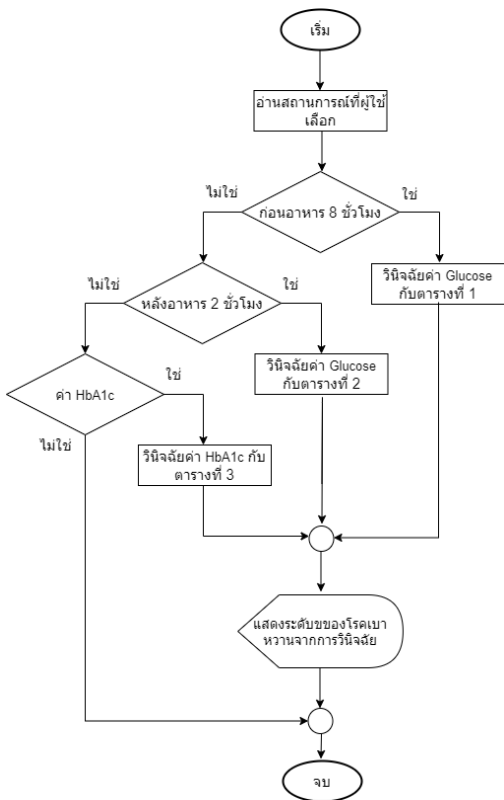 เริ่ม
อ่านสถานการณ์ที่ผู้ใช้
เลือก
ไม่ใช่
ใช่
ก่อนอาหาร 8 ชั่วโมง
ไม่ใช่
ใช่
วินิจฉัยค่า Glucose
กับตารางที่ 1
หลังอาหาร 2 ชั่วโมง
ใช่
วินิจฉัยค่า Glucose
กับตารางที่ 2
ค่า HbA1c
ไม่ใช่
วินิจฉัยค่า HbA1c กับ
ตารางที่ 3
แสดงระดับขของโรคเบา
หวานจากการวินิจฉัย
จบ